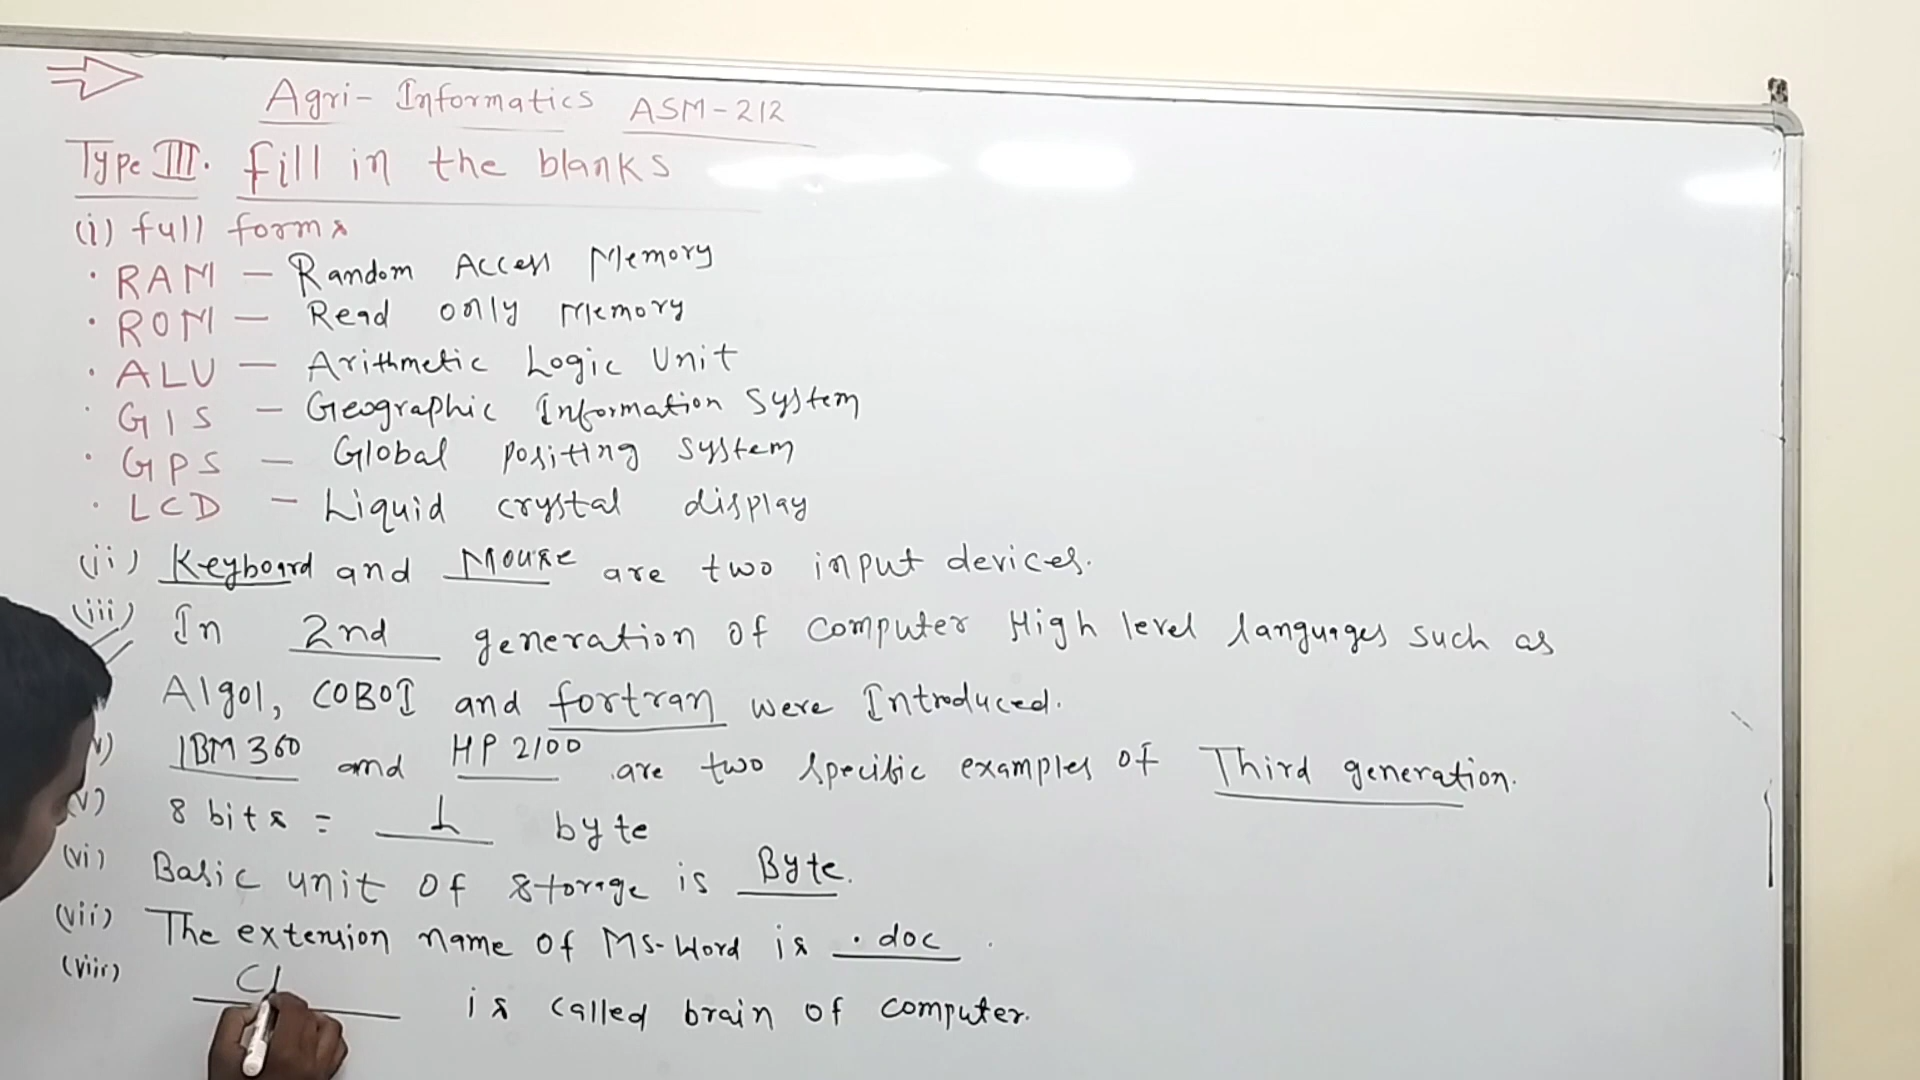 Agri-Informatics ASM-212
Type III. fill in the blanks
(i) full forms
• RAM – Random Access Memory
• ROM – Read only Memory
• ALU – Arithmetic Logic Unit
• GIS – Geographic Information System
• GPS – Global positing system
• LCD – Liquid crystal display
(ii) Keyboard and Mouse are two input devices.
(iii) In 2nd generation of computer High level languages such as
Algol, COBOl and fortran were Introduced.
IBM 360 and HP 2100 are two specific examples of Third generation.
(v) 8 bits = 1 byte
(vi) Basic unit of storage is Byte.
(vii) The extension name of MS-Word is .doc .
(viii) is called brain of computer.